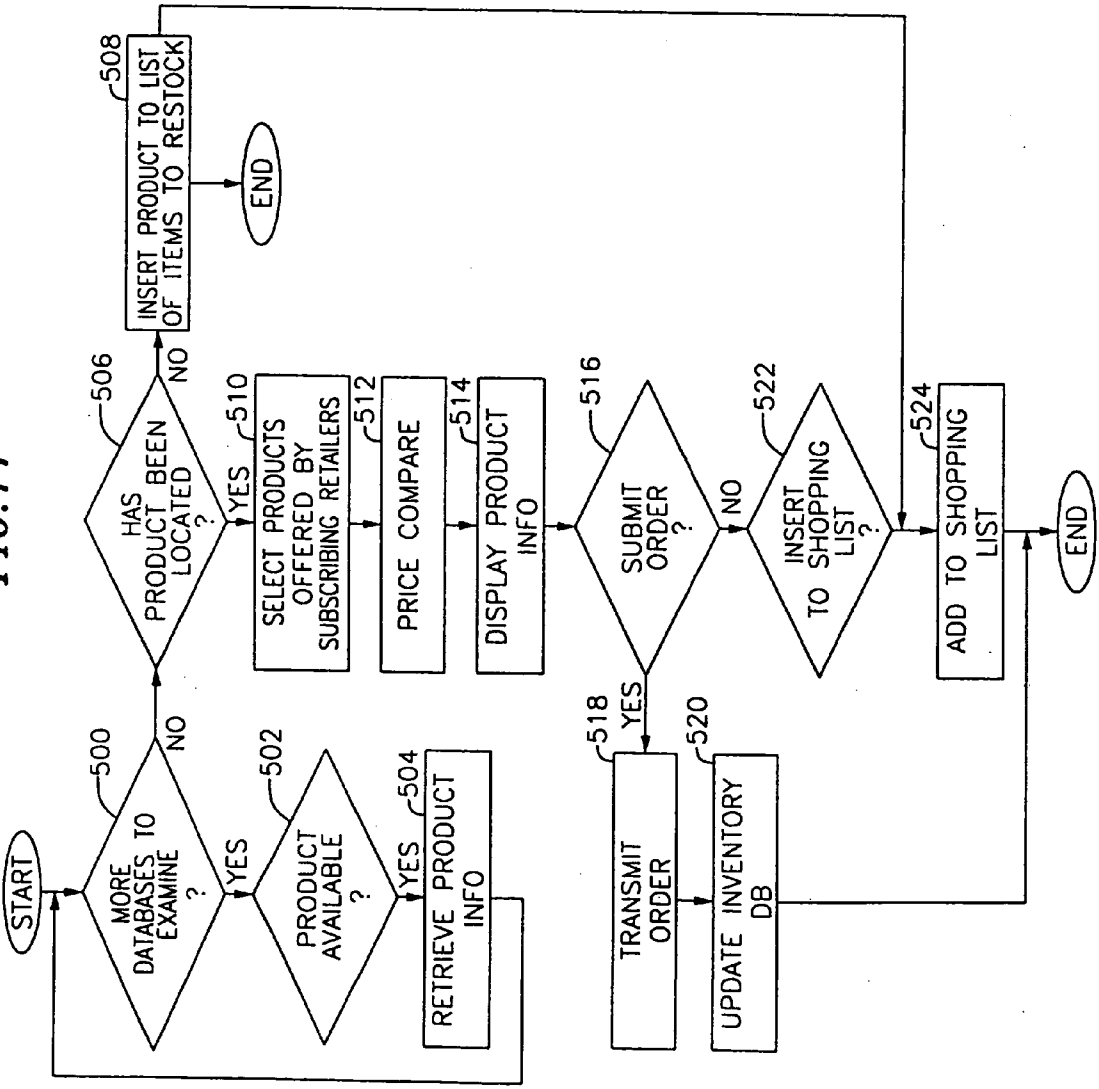 START
500
MORE
DATABASES TO
EXAMINE
?
NO
YES
502
PRODUCT
AVAILABLE
?
YES
504
RETRIEVE PRODUCT
INFO
506
HAS
PRODUCT BEEN
LOCATED
?
NO
YES
508
INSERT PRODUCT TO LIST
OF ITEMS TO RESTOCK
END
510
SELECT PRODUCTS
OFFERED BY
SUBSCRIBING RETAILERS
512
PRICE COMPARE
514
DISPLAY PRODUCT
INFO
516
SUBMIT
ORDER
?
YES
NO
518
TRANSMIT
ORDER
520
UPDATE INVENTORY
DB
522
INSERT
TO SHOPPING
LIST
?
524
ADD TO SHOPPING
LIST
END